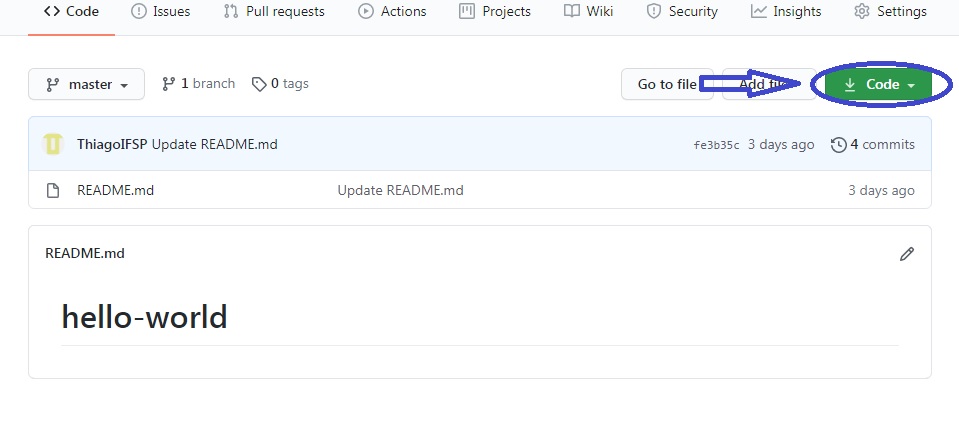 Code Issues Pull requests Actions Projects Wiki Security Insights Settings
master 1 branch 0 tags Go to file Add file Code
ThiagoIFSP Update README.md fe3b35c 3 days ago 4 commits
README.md Update README.md 3 days ago
README.md
hello-world